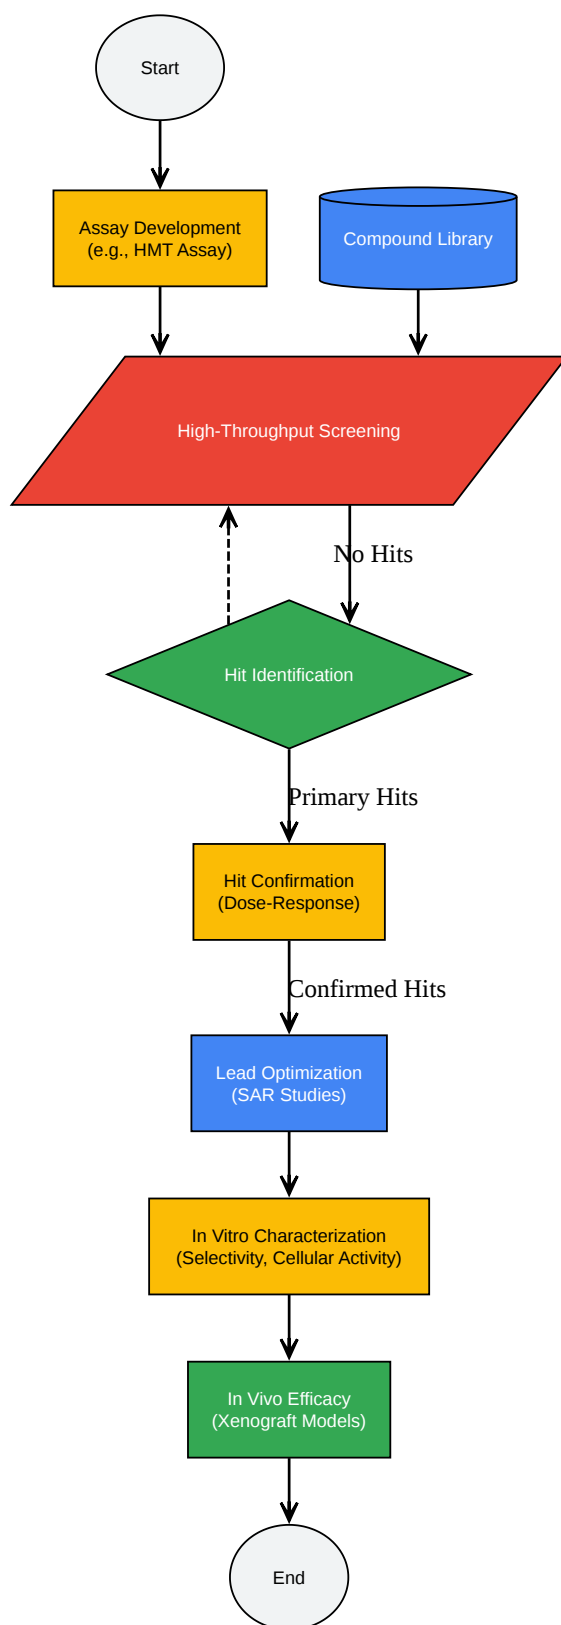 Start
Assay Development
(e.g., HMT Assay)
Compound Library
High-Throughput Screening
No Hits
Hit Identification
Primary Hits
Hit Confirmation
(Dose-Response)
Confirmed Hits
Lead Optimization
(SAR Studies)
In Vitro Characterization
(Selectivity, Cellular Activity)
In Vivo Efficacy
(Xenograft Models)
End